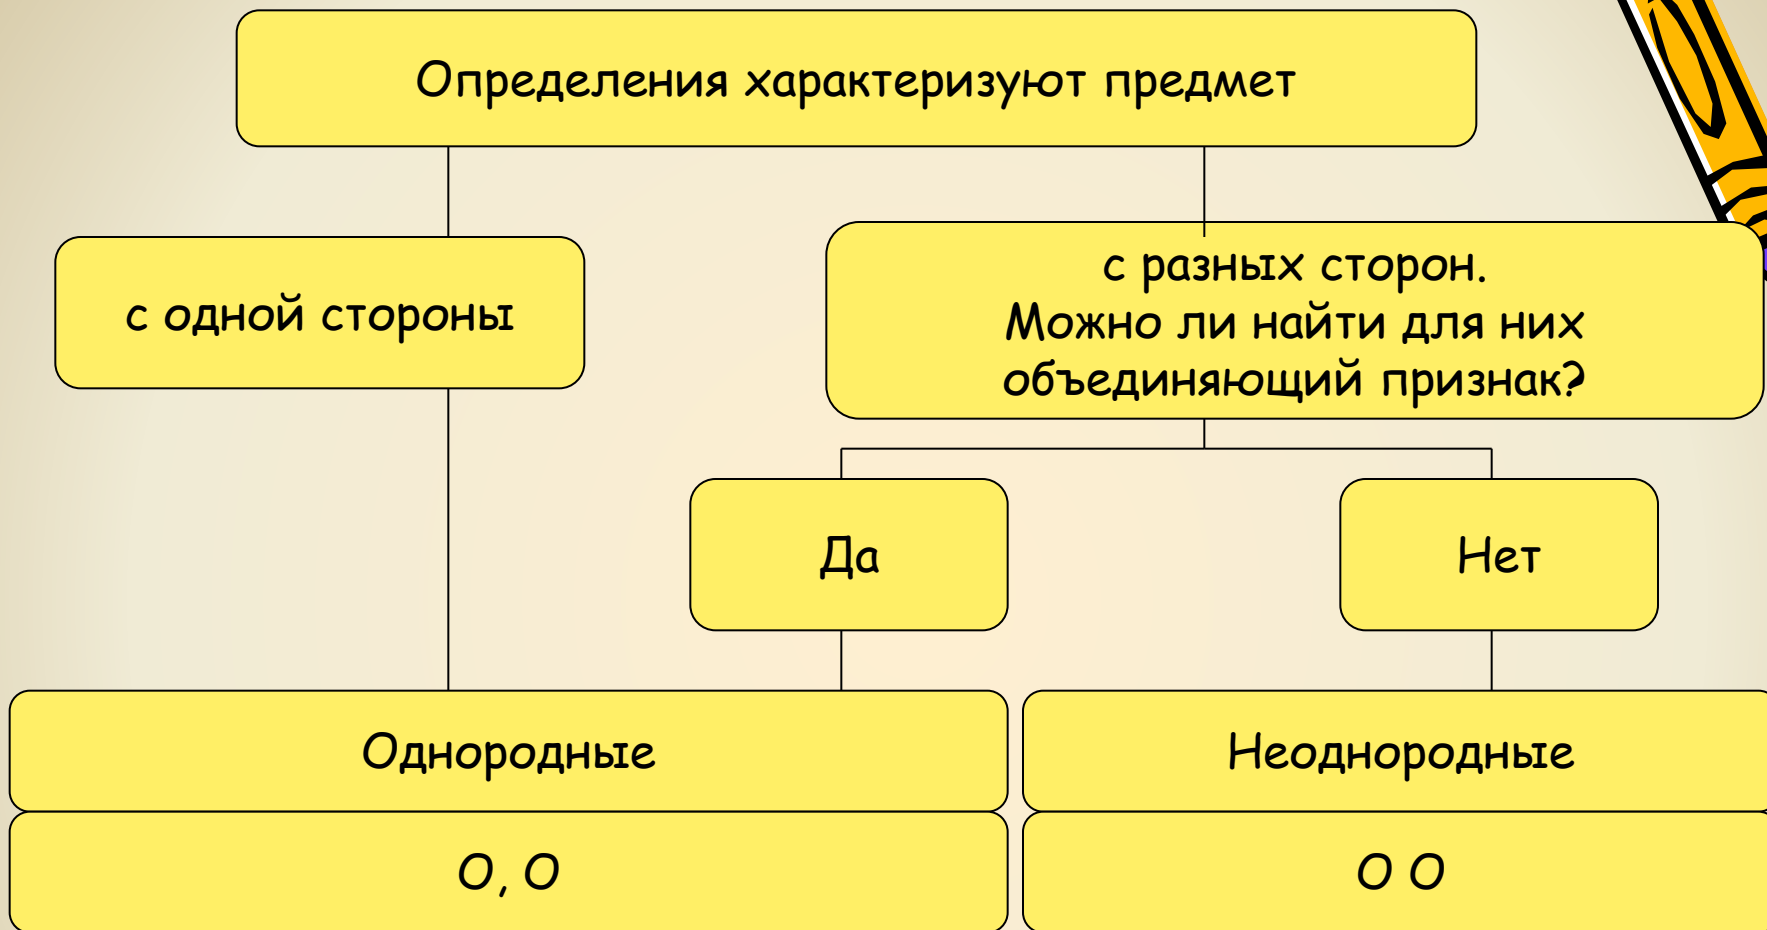 Определения характеризуют предмет
с одной стороны
с разных сторон.
Можно ли найти для них
объединяющий признак?
Да
Нет
Однородные
Неоднородные
О, О
О О